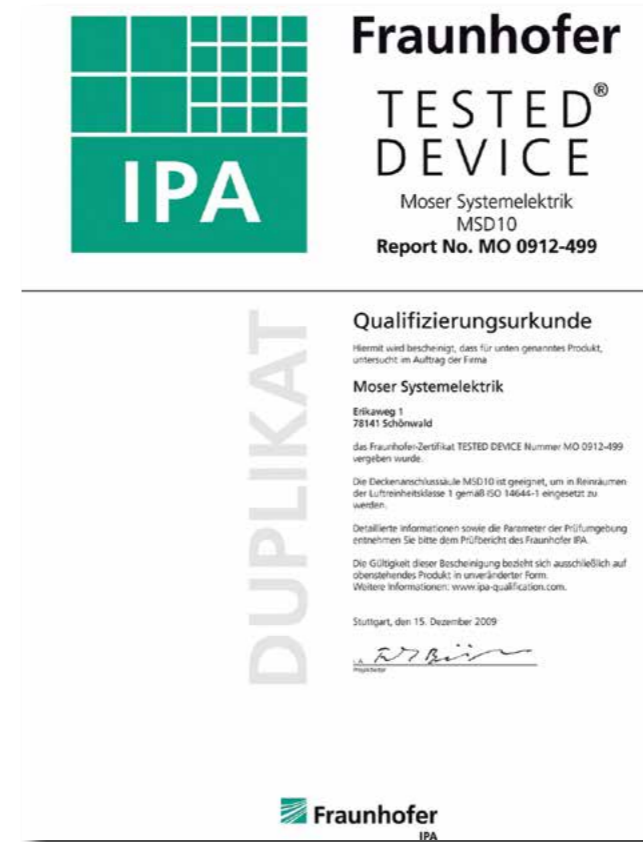 IPA
Fraunhofer
TESTED®
DEVICE
Moser Systemelektrik
MSD10
Report No. MO 0912-499
DUPLIKAT
Qualifizierungsurkunde
Hiermit wird bescheinigt, dass für unten genanntes Produkt,
untersucht im Auftrag der Firma
Moser Systemelektrik
Erikaweg 1
78141 Schönwald
das Fraunhofer-Zertifikat TESTED DEVICE Nummer MO 0912-499
vergeben wurde.
Die Deckenanschlusssäule MSD10 ist geeignet, um in Reinräumen
der Luftreinheitsklasse 1 gemäß ISO 14644-1 eingesetzt zu
werden.
Detaillierte Informationen sowie die Parameter der Prüfumgebung
entnehmen Sie bitte dem Prüfbericht des Fraunhofer IPA.
Die Gültigkeit dieser Bescheinigung bezieht sich ausschließlich auf
obenstehendes Produkt in unveränderter Form.
Weitere Informationen: www.ipa-qualification.com.
Stuttgart, den 15. Dezember 2009
i.A.
Projektleiter
Fraunhofer
IPA